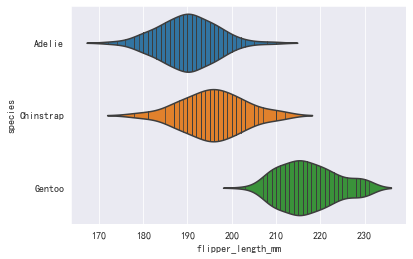 Adelie
Chinstrap
Gentoo
species
170 180 190 200 210 220 230
flipper_length_mm